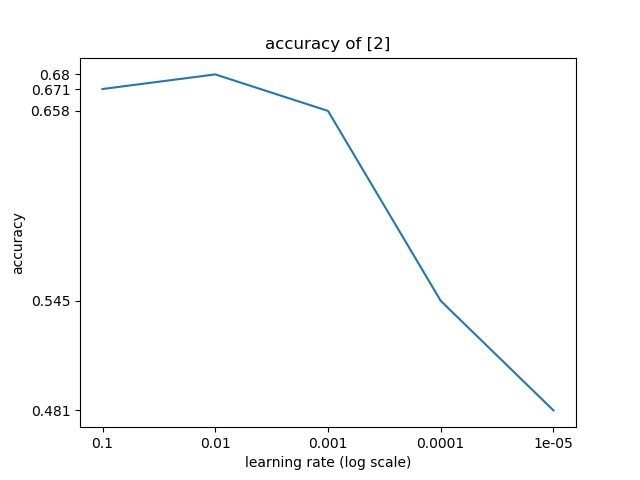 accuracy of [2]
accuracy
0.68
0.671
0.658
0.545
0.481
0.1 0.01 0.001 0.0001 1e-05
learning rate (log scale)